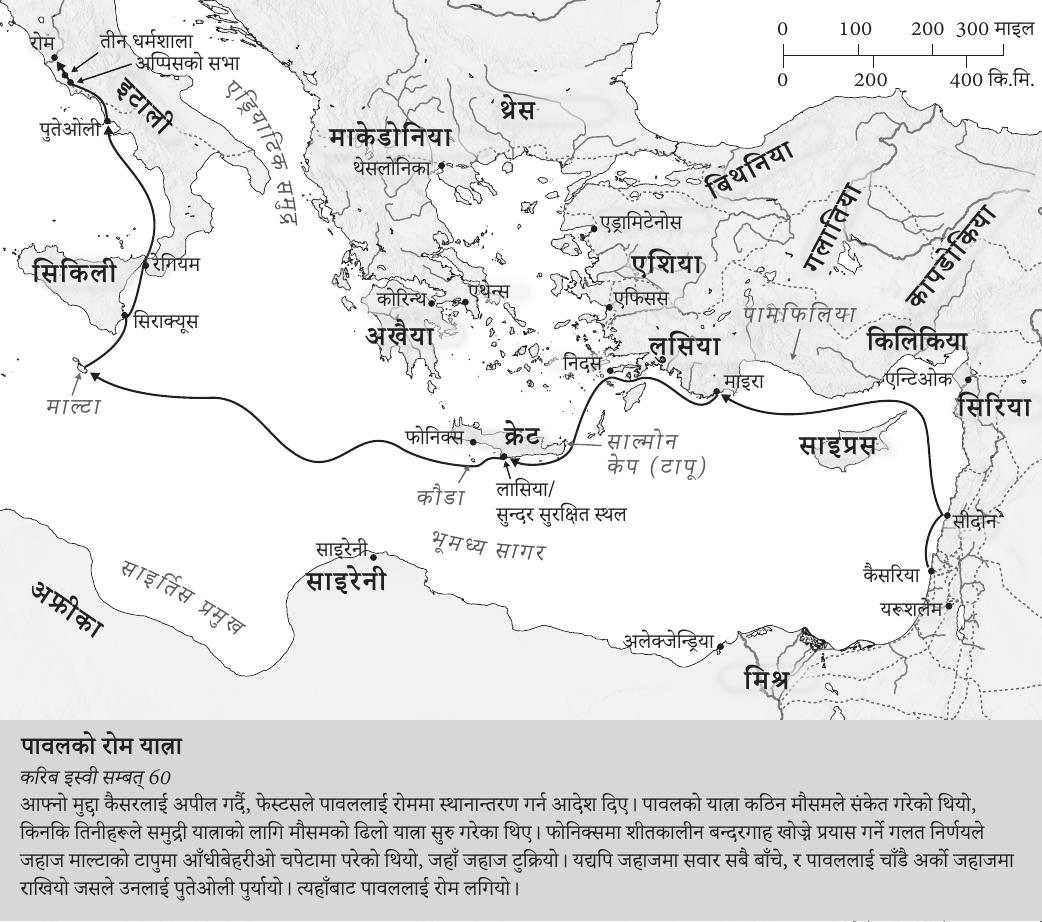 0 100 200 300 माइल
0 200 400 कि.मि.
रोम
तीन धर्मशाला
अप्पिसको सभा
इटाली
पुतेओली
एड्रियाटिक समुद्र
थ्रेस
माकेडोनिया
थेसलोनिका
बिथनिया
गलातिया
कापडोकिया
एड्रामिटेनोस
एशिया
सिकिली
रेगियम
सिराक्यूस
कोरिन्थ
एथेन्स
अखैया
एफिसस
पामफिलिया
लुसिया
किलिकिया
निदस
माइरा
एन्टिओक
सिरिया
माल्टा
फोनिक्स
क्रेट
साल्मोन
केप (टापू)
साइप्रस
कौडा
लासिया/
सुन्दर सुरक्षित स्थल
सीदोन
भूमध्य सागर
साइरेनी
साइरेनी
साइर्तिस प्रमुख
अफ्रीका
कैसरिया
यरूशलेम
अलेक्जेन्ड्रिया
मिश्र
पावलको रोम यात्रा
करिब इस्वी सम्बत् 60
आफ्नो मुद्दा कैसरलाई अपील गर्दै, फेस्टसले पावललाई रोममा स्थानान्तरण गर्न आदेश दिए। पावलको यात्रा कठिन मौसमले संकेत गरेको थियो,
किनकि तिनीहरूले समुद्री यात्राको लागि मौसमको ढिलो यात्रा सुरु गरेका थिए। फोनिक्समा शीतकालीन बन्दरगाह खोज्ने प्रयास गर्ने गलत निर्णयले
जहाज माल्टाको टापुमा आँधीबेहरीओ चपेटामा परेको थियो, जहाँ जहाज टुक्रियो। यद्यपि जहाजमा सवार सबै बाँचे, र पावललाई चाँडै अर्को जहाजमा
राखियो जसले उनलाई पुतेओली पुर्यायो। त्यहाँबाट पावललाई रोम लगियो।